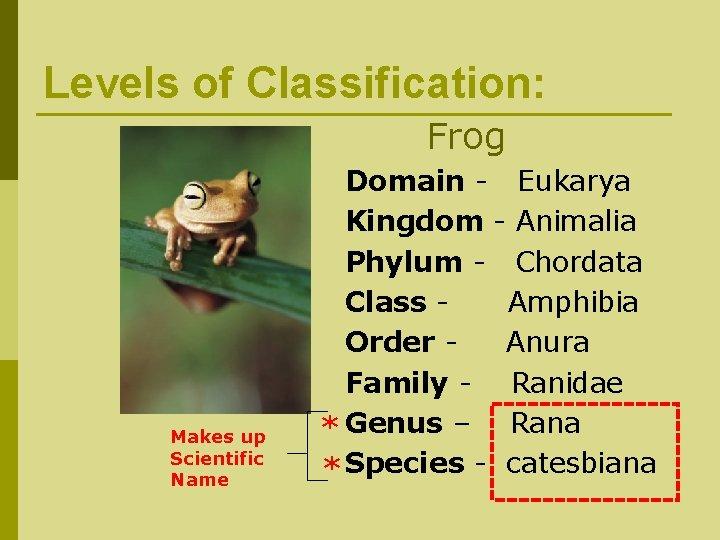 Levels of Classification:
Frog
Domain - Eukarya
Kingdom - Animalia
Phylum - Chordata
Class - Amphibia
Order - Anura
Family - Ranidae
* Genus – Rana
* Species - catesbiana
Makes up
Scientific
Name